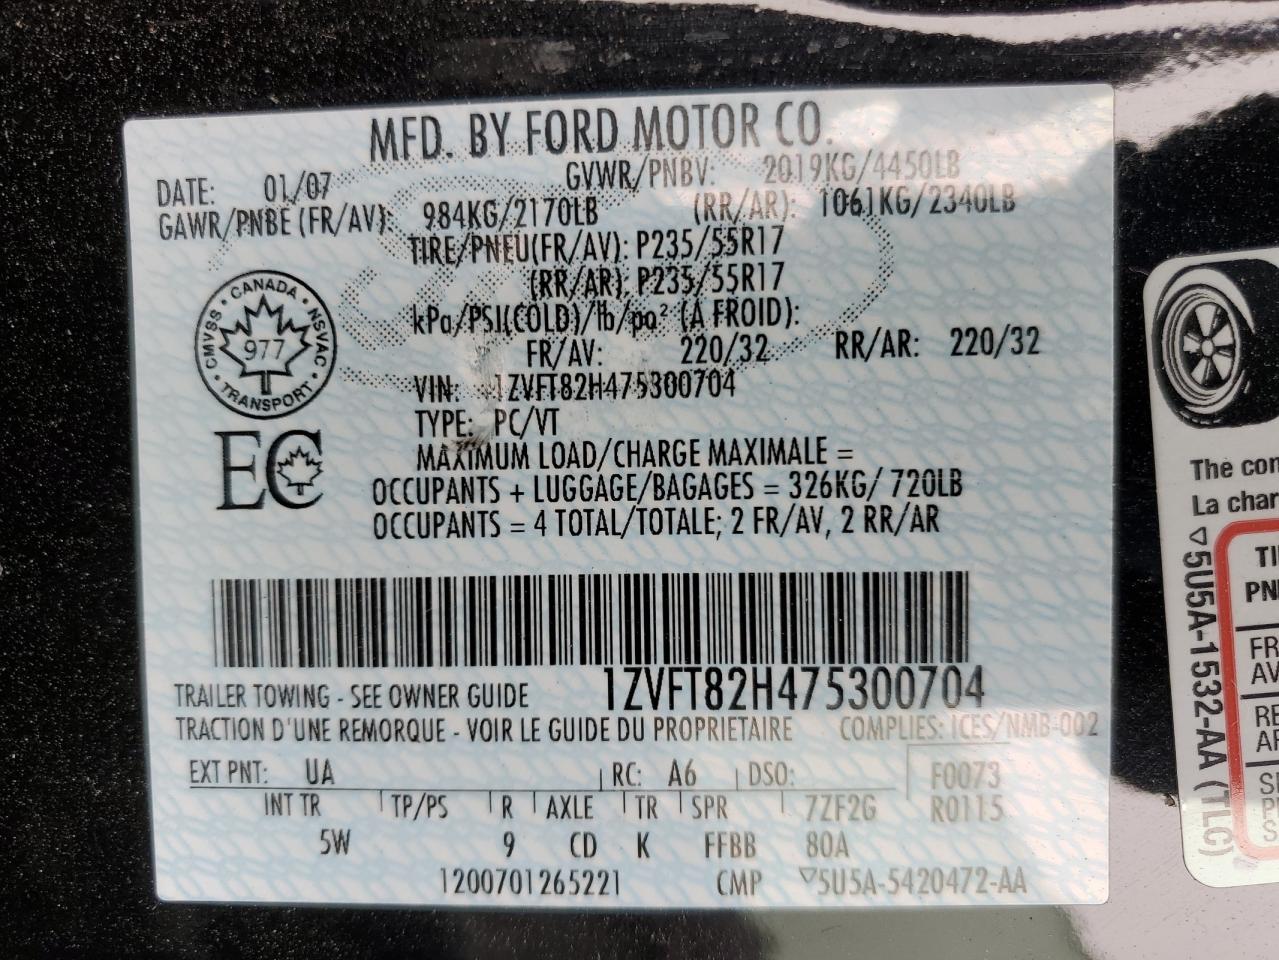 MFD. BY FORD MOTOR CO.
DATE: 01/07 GVWR/PNBV: 2019KG/4450LB
GAWR/PNBE (FR/AV): 984KG/2170LB (RR/AR): 1061KG/2340LB
TIRE/PNEU(FR/AV): P235/55R17
(RR/AR): P235/55R17
kPa/PSI(COLD)/lb/po² (A FROID):
FR/AV: 220/32 RR/AR: 220/32
VIN: 1ZVFT82H475300704
TYPE: PC/VT
MAXIMUM LOAD/CHARGE MAXIMALE =
OCCUPANTS + LUGGAGE/BAGAGES = 326KG/ 720LB
OCCUPANTS = 4 TOTAL/TOTALE; 2 FR/AV, 2 RR/AR
CANADA
CMVSS NSVAC
977
TRANSPORT
EC
1ZVFT82H475300704
TRAILER TOWING - SEE OWNER GUIDE
TRACTION D'UNE REMORQUE - VOIR LE GUIDE DU PROPRIETAIRE COMPLIES: ICES/NMB-002
EXT PNT: UA RC: A6 DSO: F0073
INT TR TP/PS R AXLE TR SPR 7ZF2G R0115
5W 9 CD K FFBB 80A
1200701265221 CMP ▽5U5A-5420472-AA
The com
La char
▽5U5A-1532-AA (TLC)
TI
PN
FR
AV
RE
AR
S
P
S